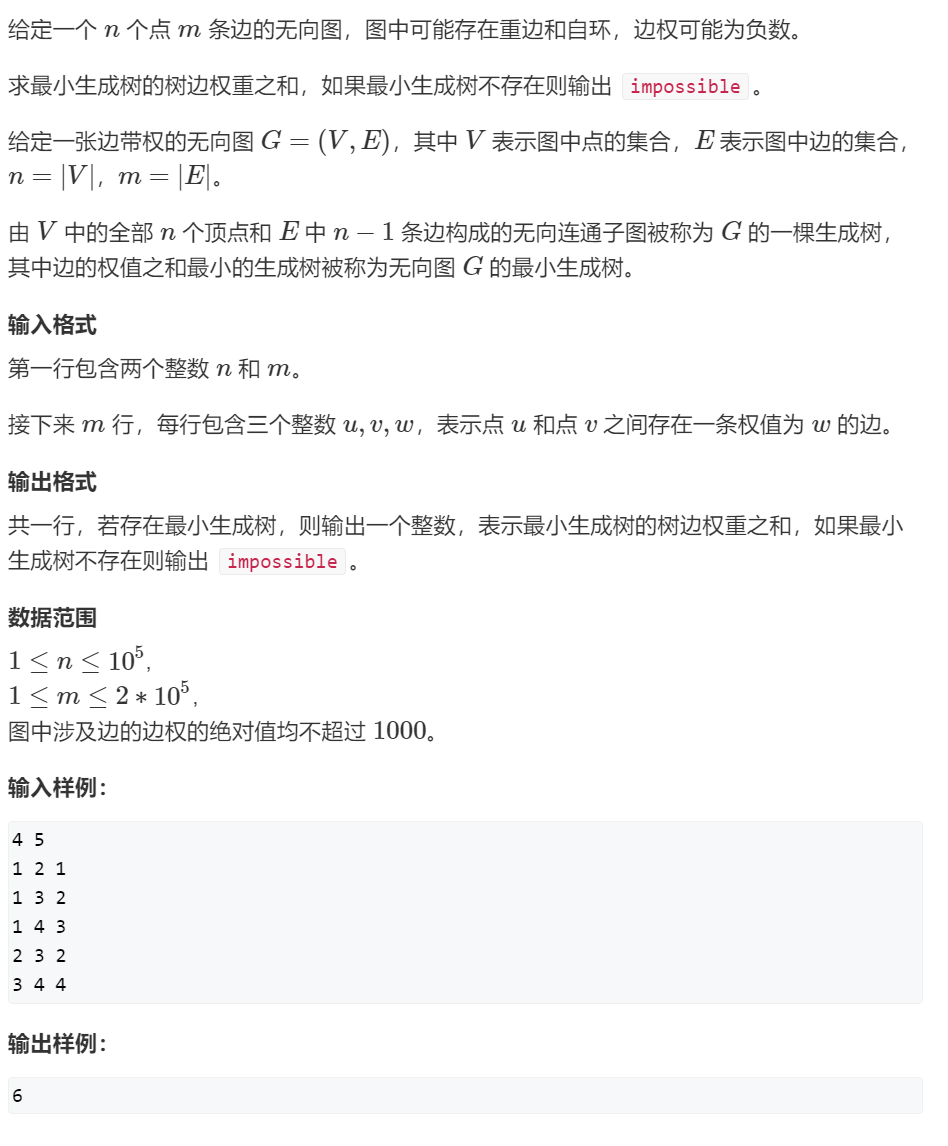 给定一个 n 个点 m 条边的无向图，图中可能存在重边和自环，边权可能为负数。
求最小生成树的树边权重之和，如果最小生成树不存在则输出 impossible 。
给定一张边带权的无向图 G = (V, E)，其中 V 表示图中点的集合，E 表示图中边的集合，
n = |V|，m = |E|。
由 V 中的全部 n 个顶点和 E 中 n − 1 条边构成的无向连通子图被称为 G 的一棵生成树，
其中边的权值之和最小的生成树被称为无向图 G 的最小生成树。
输入格式
第一行包含两个整数 n 和 m。
接下来 m 行，每行包含三个整数 u, v, w，表示点 u 和点 v 之间存在一条权值为 w 的边。
输出格式
共一行，若存在最小生成树，则输出一个整数，表示最小生成树的树边权重之和，如果最小
生成树不存在则输出 impossible 。
数据范围
1 ≤ n ≤ 10⁵,
1 ≤ m ≤ 2 ∗ 10⁵,
图中涉及边的边权的绝对值均不超过 1000。
输入样例：
4 5
1 2 1
1 3 2
1 4 3
2 3 2
3 4 4
输出样例：
6